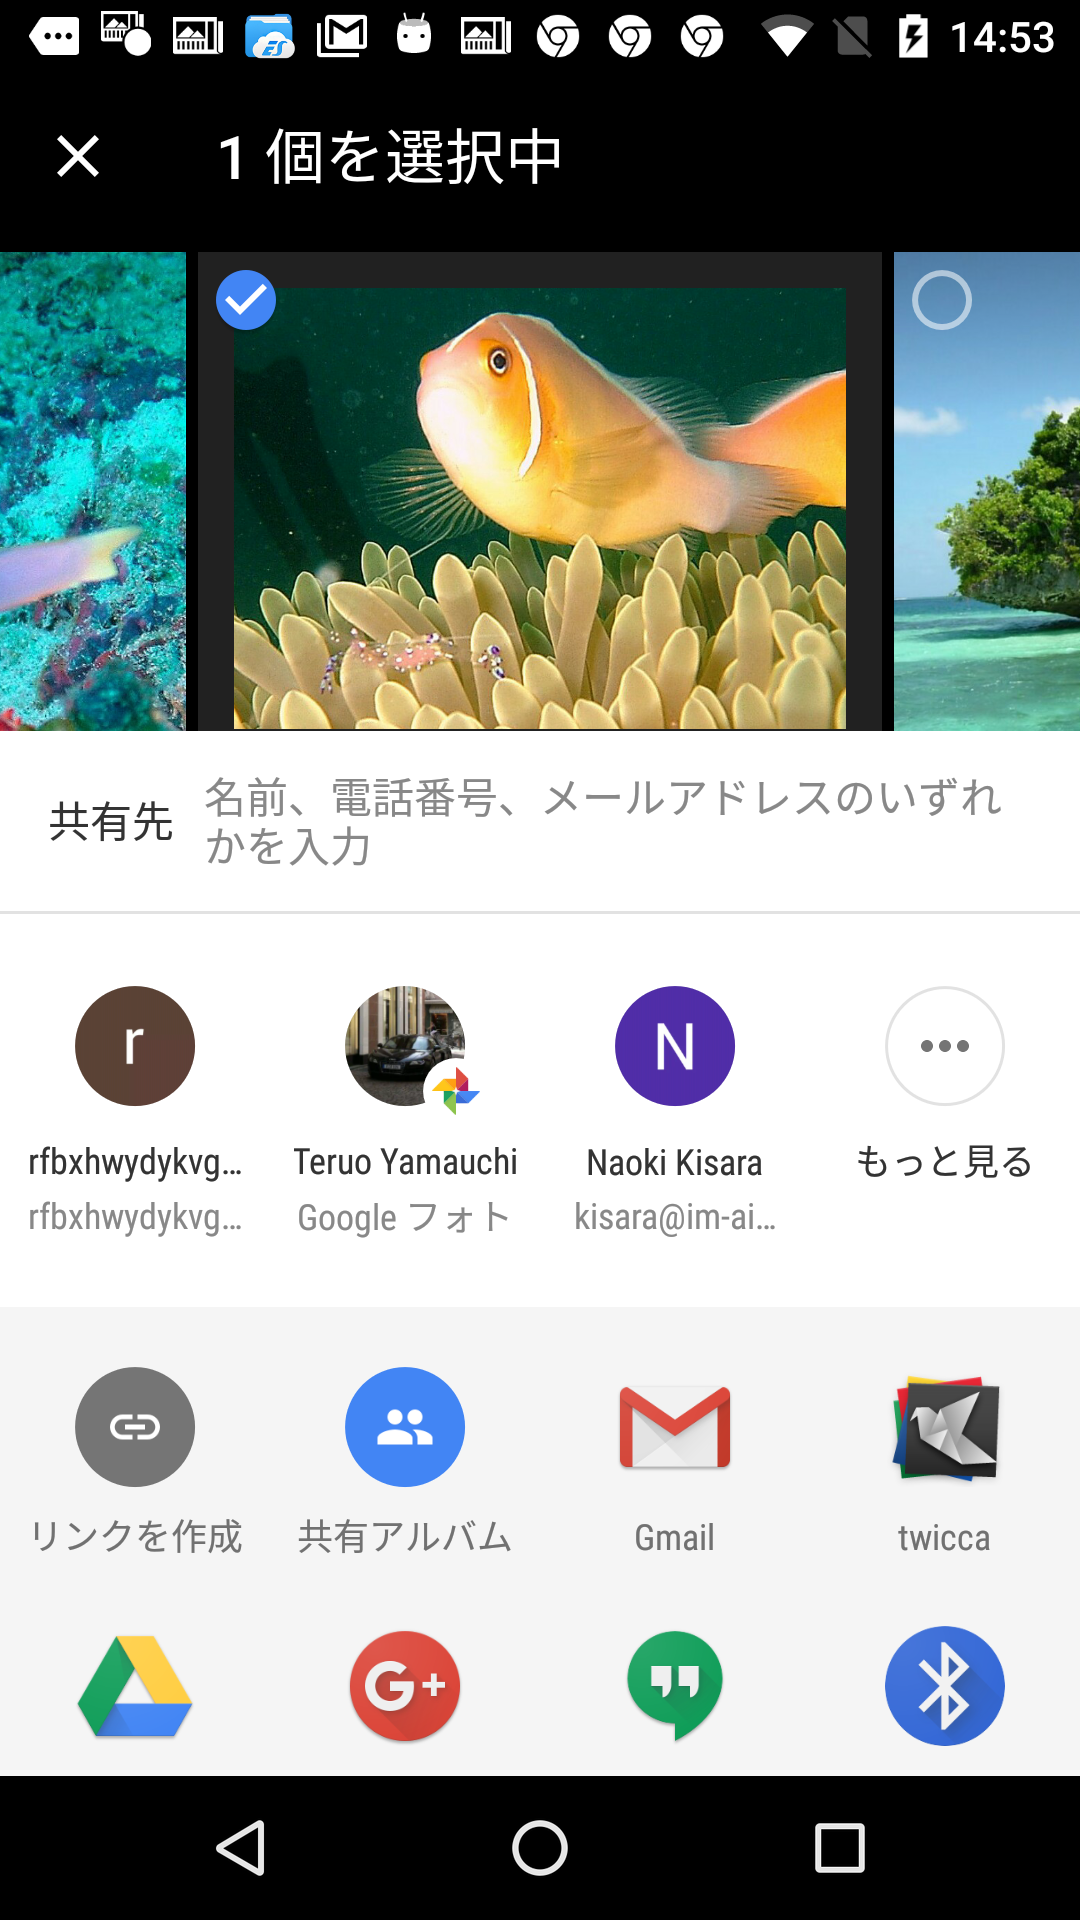 14:53
1 個を選択中
共有先
名前、電話番号、メールアドレスのいずれ
かを入力
r
N
rfbxhwydykvg…
Teruo Yamauchi
Naoki Kisara
もっと見る
rfbxhwydykvg…
Google フォト
kisara@im-ai…
リンクを作成
共有アルバム
Gmail
twicca
G+